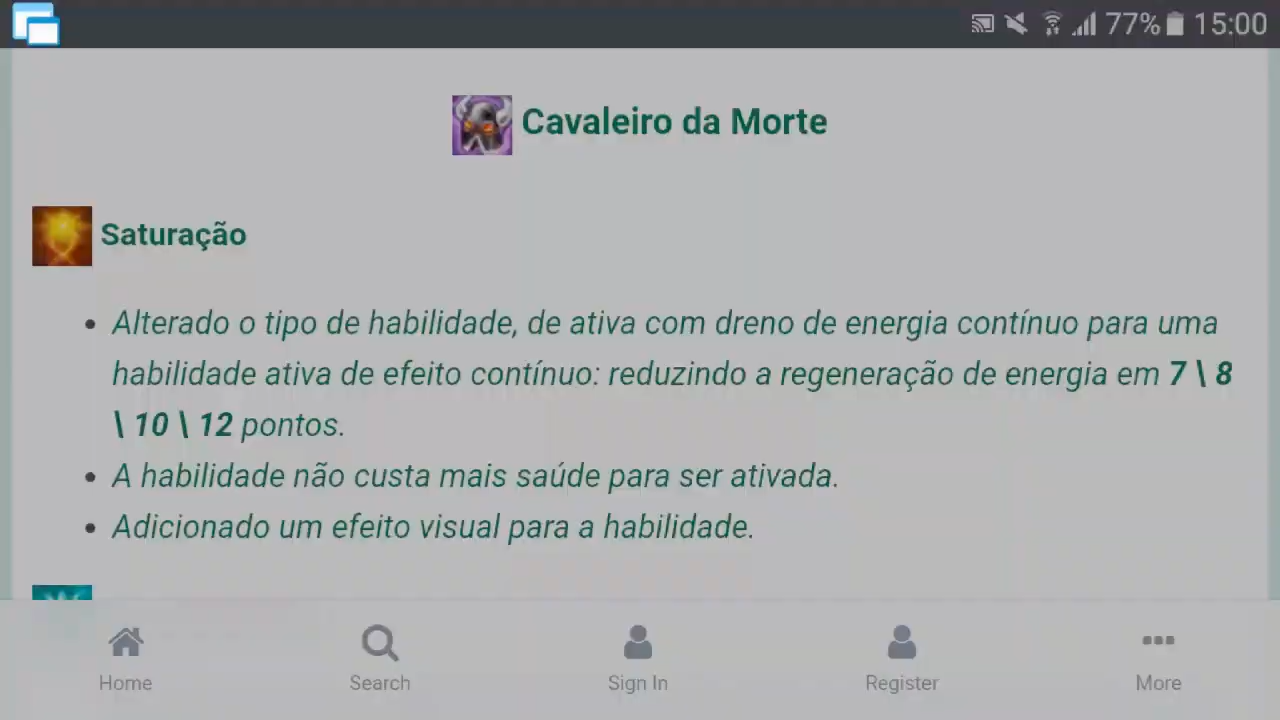 77% 15:00
Cavaleiro da Morte
Saturação
• Alterado o tipo de habilidade, de ativa com dreno de energia contínuo para uma
habilidade ativa de efeito contínuo: reduzindo a regeneração de energia em 7 \ 8
\ 10 \ 12 pontos.
• A habilidade não custa mais saúde para ser ativada.
• Adicionado um efeito visual para a habilidade.
Home Search Sign In Register More